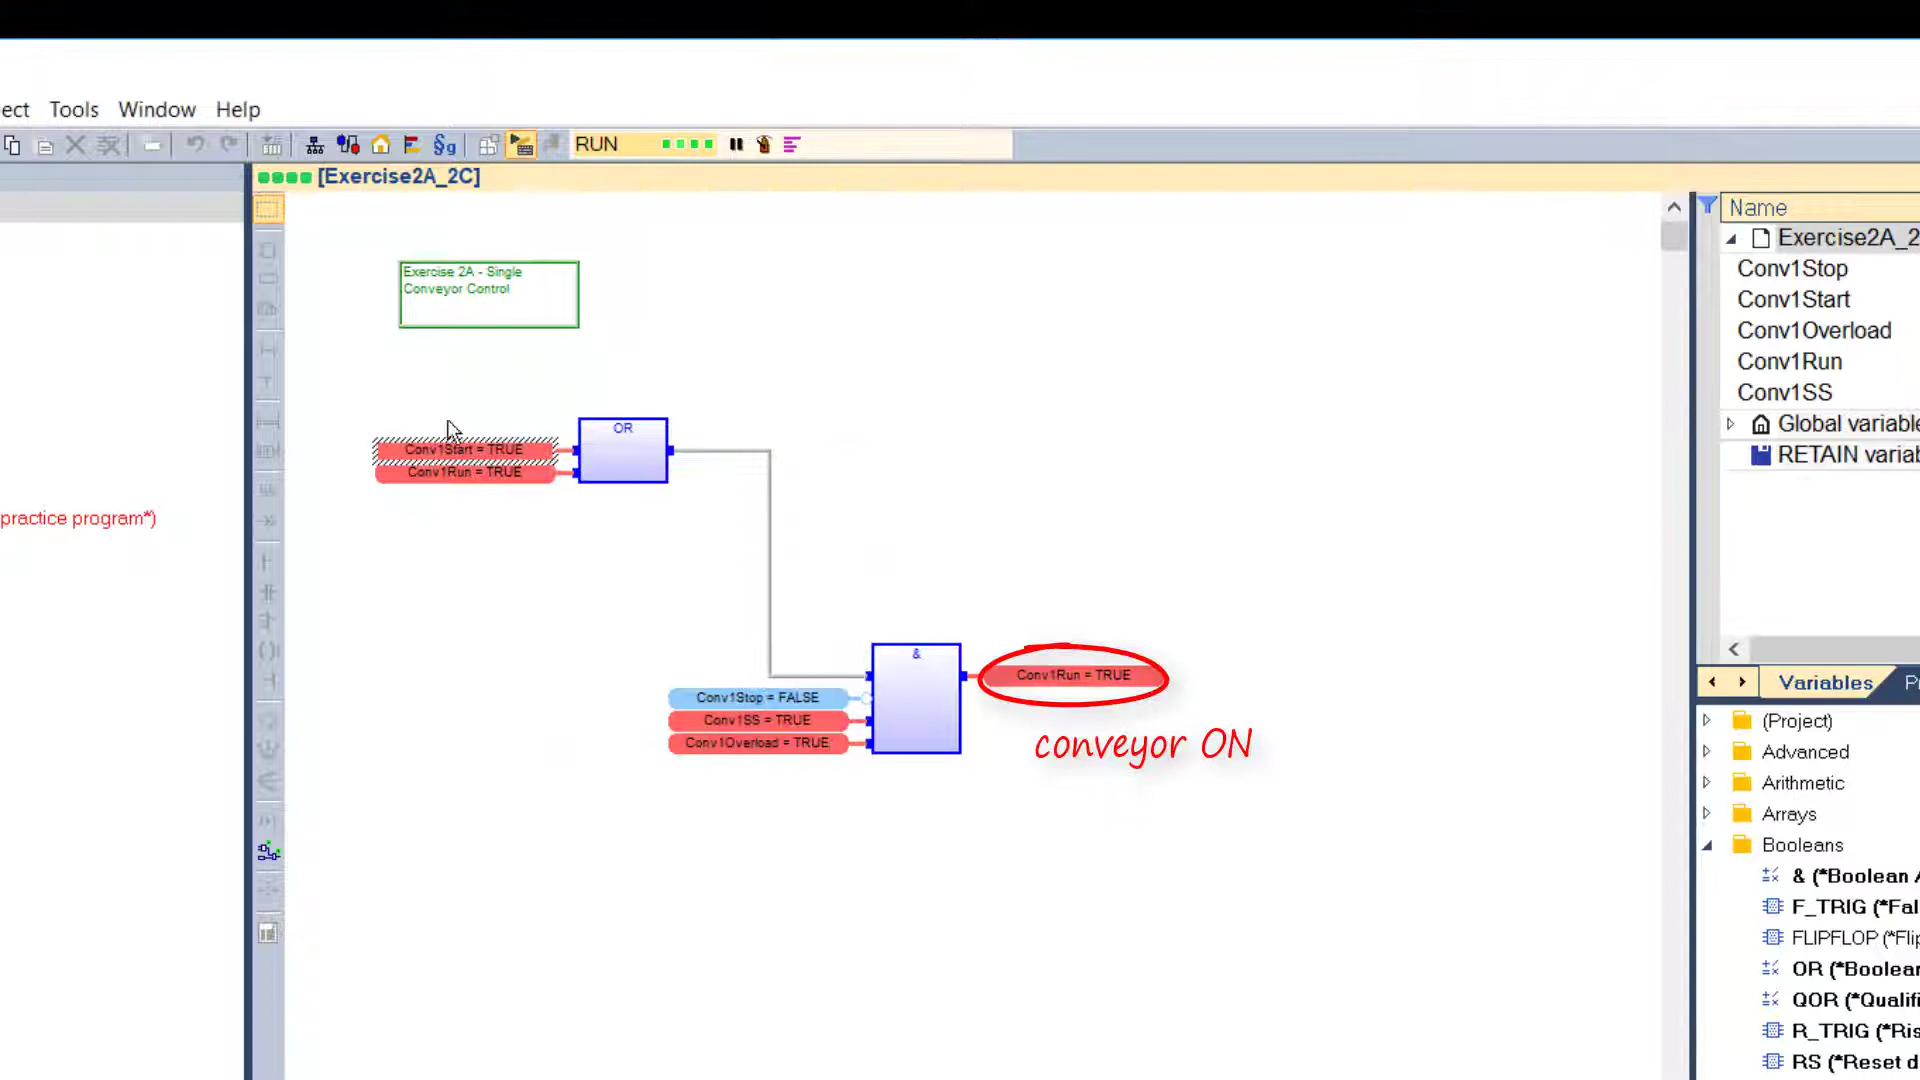 ect Tools Window Help
RUN
[Exercise2A_2C]
Name
Exercise2A_2
Conv1Stop
Conv1Start
Conv1Overload
Conv1Run
Conv1SS
Global variable
RETAIN varia
Exercise 2A - Single
Conveyor Control
OR
Conv1Start = TRUE
Conv1Run = TRUE
practice program*)
&
Conv1Run = TRUE
Conv1Stop = FALSE
Conv1SS = TRUE
Conv1Overload = TRUE
conveyor ON
Variables
(Project)
Advanced
Arithmetic
Arrays
Booleans
& (*Boolean
F_TRIG (*Fal
FLIPFLOP (*Flip
OR (*Boolean
QOR (*Qualifi
R_TRIG (*Ris
RS (*Reset d